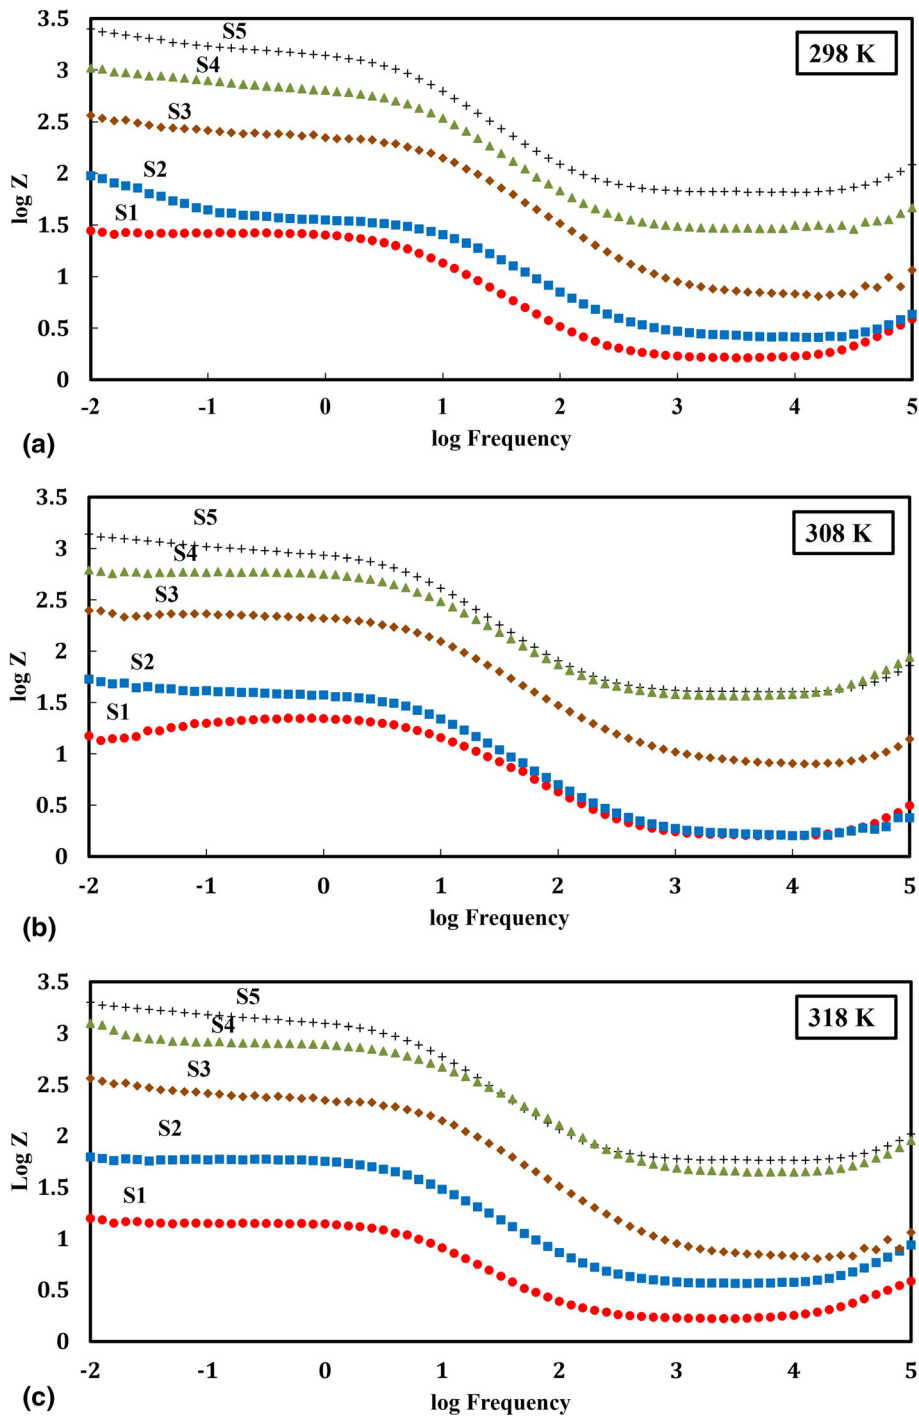 3.5
S5
298 K
3
S4
2.5
S3
log Z
2
S2
1.5
S1
1
0.5
0
-2 -1 0 1 2 3 4 5
(a)
log Frequency
3.5
S5
308 K
3
S4
2.5
S3
log Z
2
S2
1.5
S1
1
0.5
0
-2 -1 0 1 2 3 4 5
(b)
log Frequency
3.5
S5
318 K
3
S4
2.5
S3
Log Z
2
S2
1.5
S1
1
0.5
0
-2 -1 0 1 2 3 4 5
(c)
log Frequency